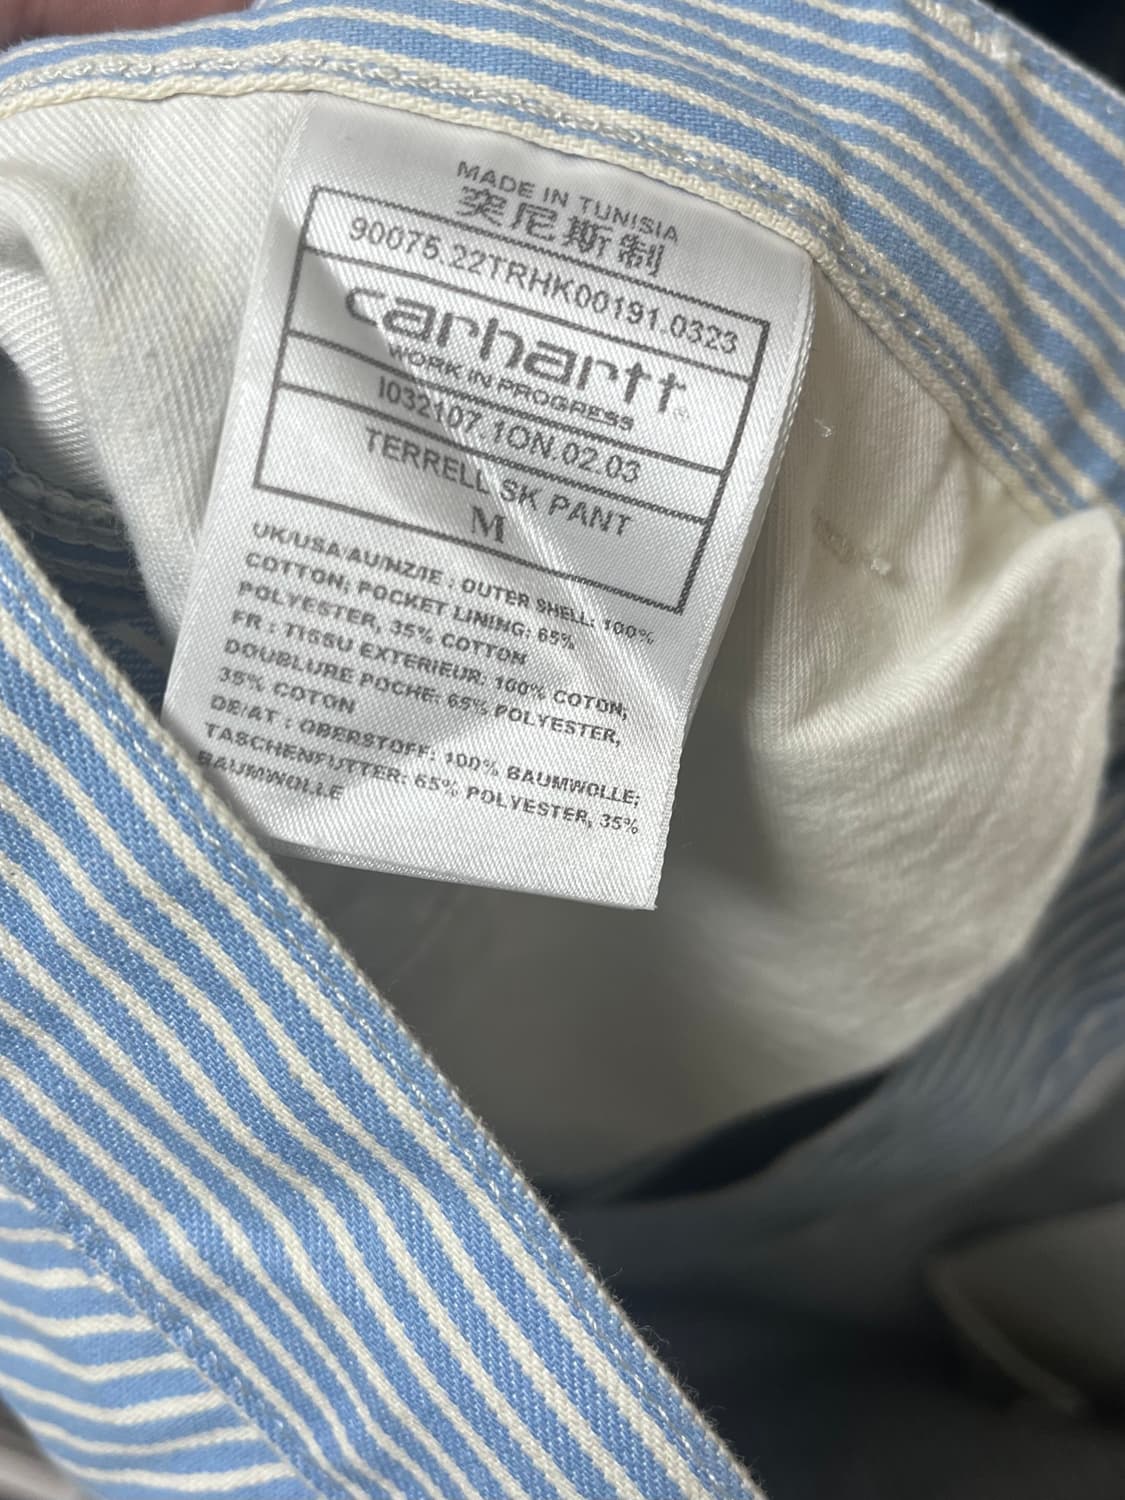 MADE IN TUNISIA
突尼斯制
90075.22TRHK00191.0323
carhartt
WORK IN PROGRESS
I032107.1ON.02.03
TERRELL SK PANT
M
UK/USA/AU/NZ/IE : OUTER SHELL: 100%
COTTON; POCKET LINING: 65%
POLYESTER, 35% COTTON
FR : TISSU EXTERIEUR: 100% COTON;
DOUBLURE POCHE: 65% POLYESTER,
35% COTON
DE/AT : OBERSTOFF: 100% BAUMWOLLE;
TASCHENFUTTER: 65% POLYESTER, 35%
BAUMWOLLE